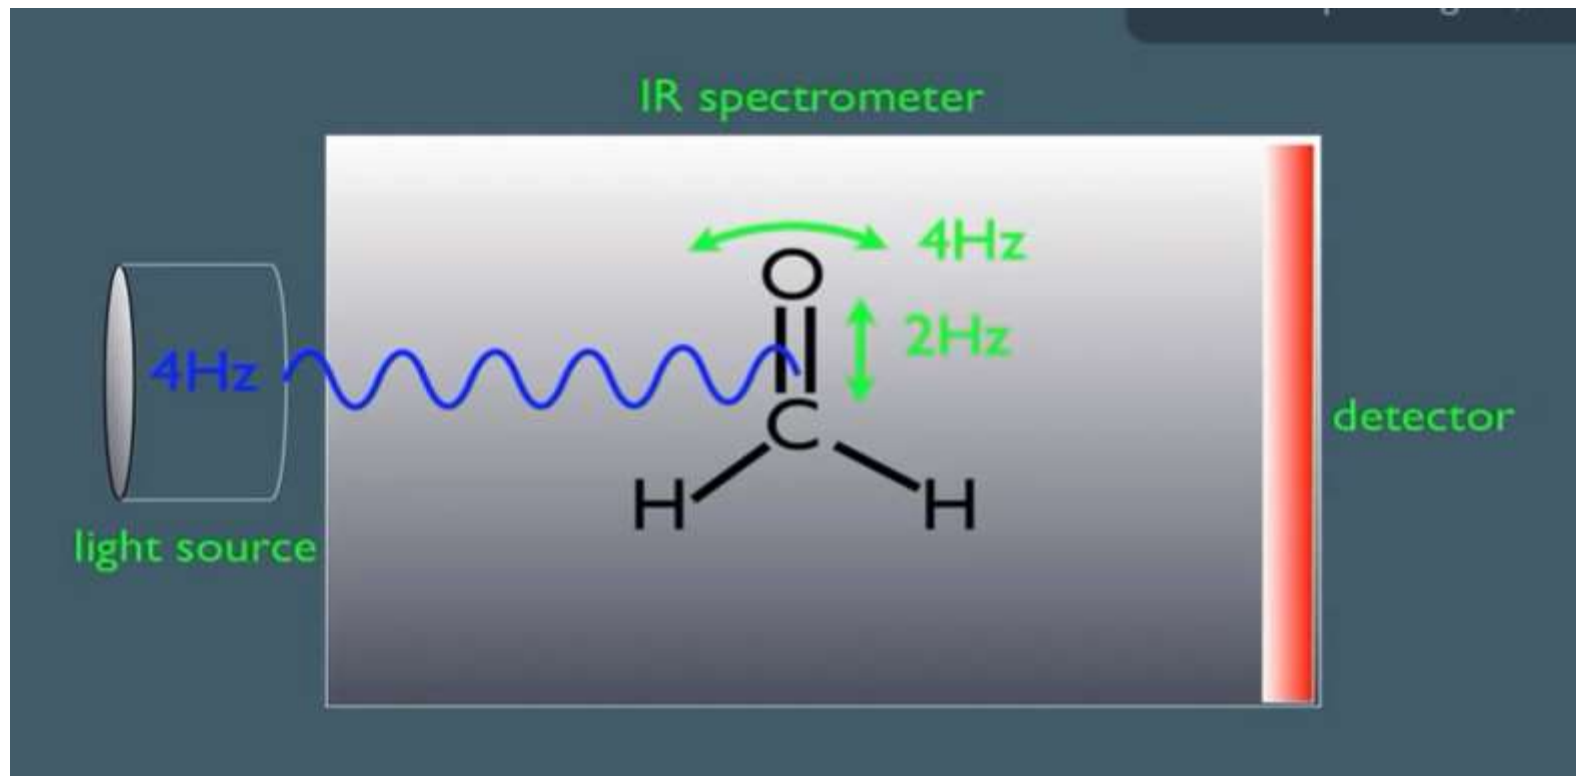 IR spectrometer
4Hz
O
2Hz
4Hz
C
detector
H H
light source